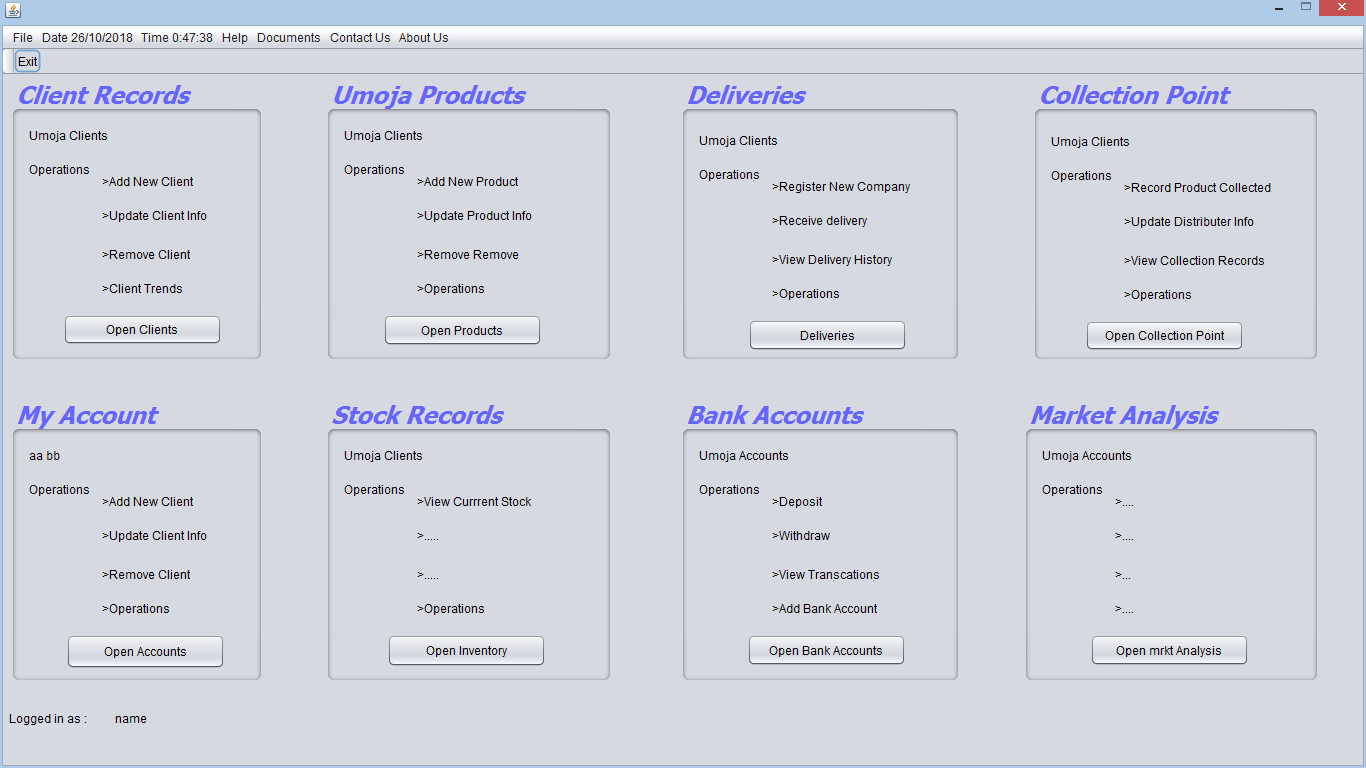 File Date 26/10/2018 Time 0:47:38 Help Documents Contact Us About Us
Exit
Client Records
Umoja Clients
Operations
>Add New Client
>Update Client Info
>Remove Client
>Client Trends
Open Clients
Umoja Products
Umoja Clients
Operations
>Add New Product
>Update Product Info
>Remove Remove
>Operations
Open Products
Deliveries
Umoja Clients
Operations
>Register New Company
>Receive delivery
>View Delivery History
>Operations
Deliveries
Collection Point
Umoja Clients
Operations
>Record Product Collected
>Update Distributer Info
>View Collection Records
>Operations
Open Collection Point
My Account
aa bb
Operations
>Add New Client
>Update Client Info
>Remove Client
>Operations
Open Accounts
Stock Records
Umoja Clients
Operations
>View Currrent Stock
>.....
>.....
>Operations
Open Inventory
Bank Accounts
Umoja Accounts
Operations
>Deposit
>Withdraw
>View Transcations
>Add Bank Account
Open Bank Accounts
Market Analysis
Umoja Accounts
Operations
>....
>....
>...
>....
Open mrkt Analysis
Logged in as : name